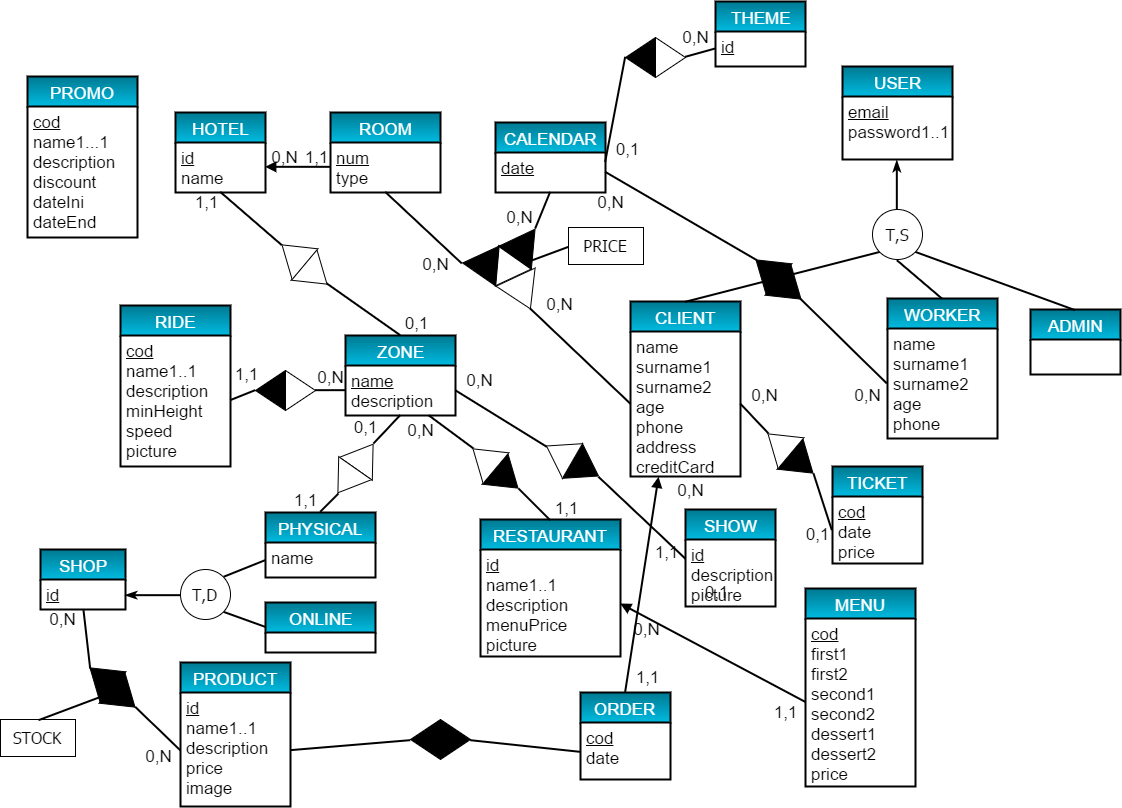 THEME
id
0,N
PROMO
cod
name1...1
description
discount
dateIni
dateEnd
HOTEL
id
name
0,N
1,1
ROOM
num
type
CALENDAR
date
0,1
USER
email
password1..1
1,1
0,N
0,N
0,N
PRICE
T,S
0,N
RIDE
cod
name1..1
description
minHeight
speed
picture
1,1
0,N
0,1
ZONE
name
description
0,N
CLIENT
name
surname1
surname2
age
phone
address
creditCard
0,N
WORKER
name
surname1
surname2
age
phone
0,N
ADMIN
0,1
0,N
1,1
PHYSICAL
name
1,1
RESTAURANT
id
name1..1
description
menuPrice
picture
0,N
SHOW
id
description
picture
1,1
0,1
TICKET
cod
date
price
0,1
SHOP
id
T,D
0,N
ONLINE
0,N
MENU
cod
first1
first2
second1
second2
dessert1
dessert2
price
1,1
PRODUCT
id
name1..1
description
price
image
STOCK
0,N
1,1
ORDER
cod
date